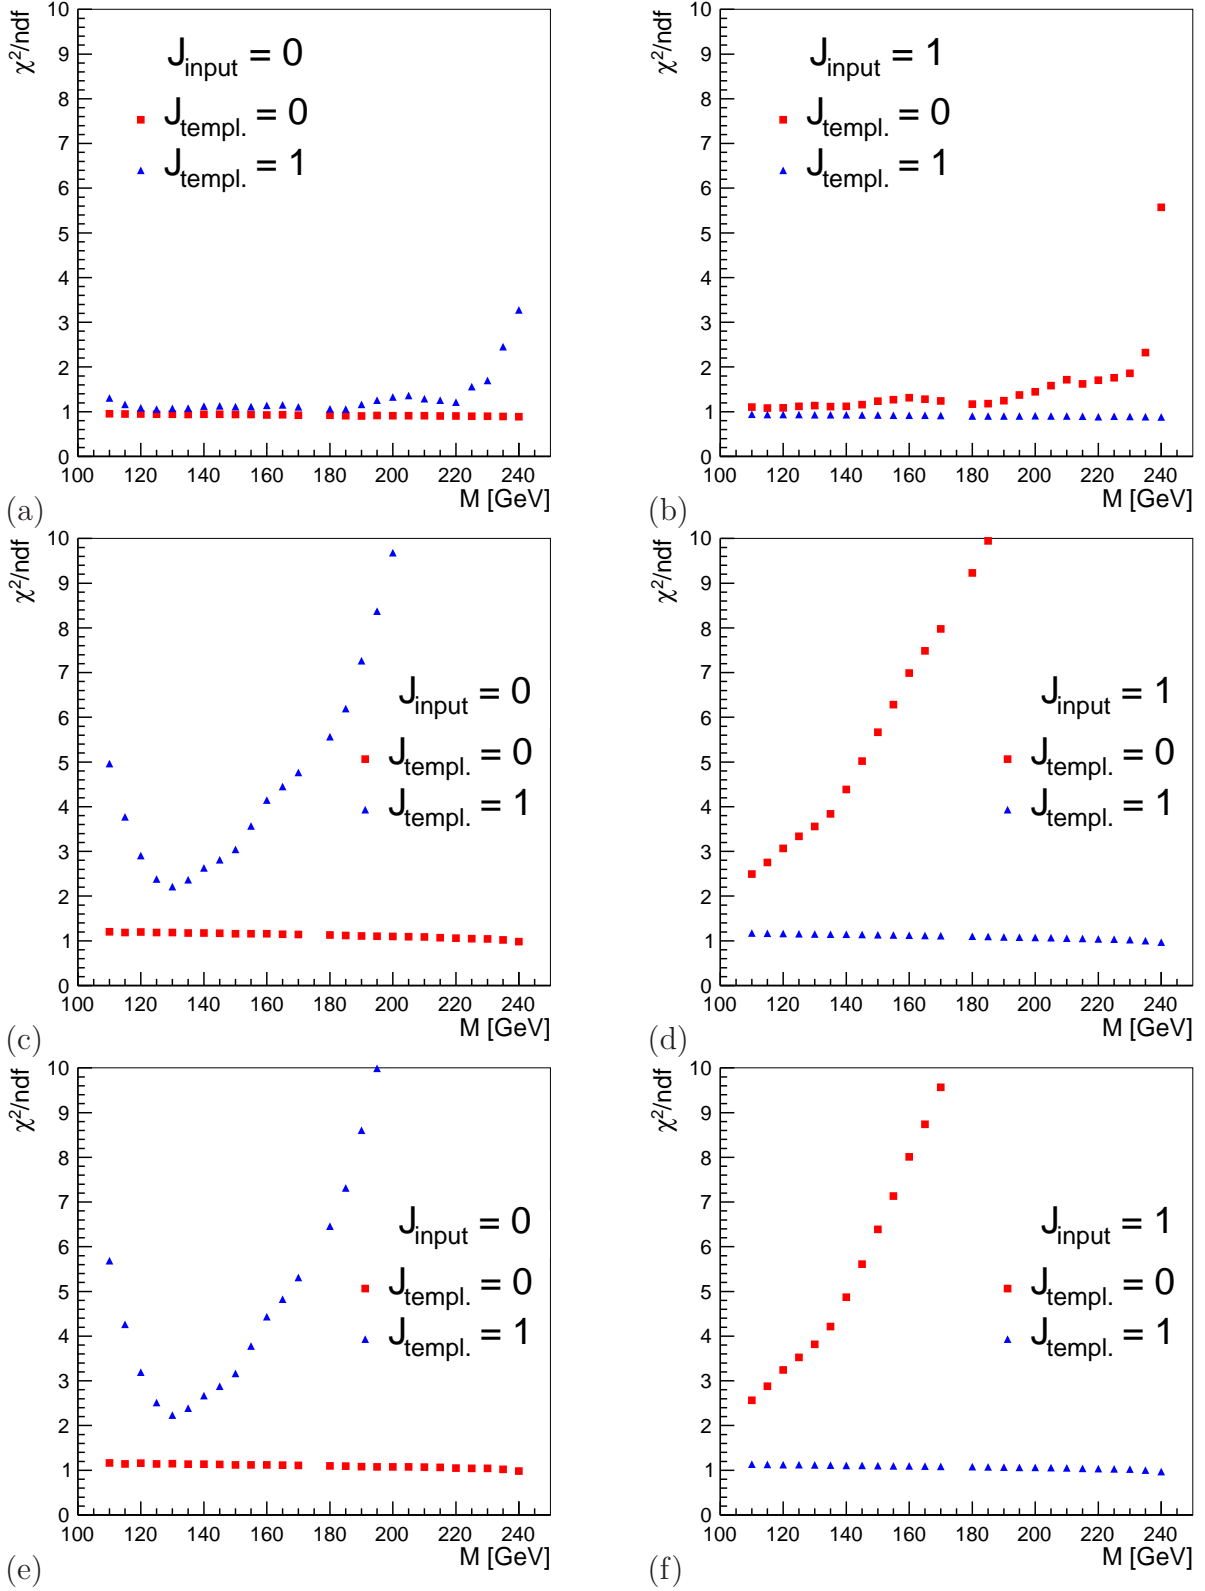 χ²/ndf
10
9
8
7
6
5
4
3
2
1
0
J_input = 0
J_templ. = 0
J_templ. = 1
100 120 140 160 180 200 220 240
M [GeV]
(a)
χ²/ndf
10
9
8
7
6
5
4
3
2
1
0
J_input = 1
J_templ. = 0
J_templ. = 1
100 120 140 160 180 200 220 240
M [GeV]
(b)
χ²/ndf
10
9
8
7
6
5
4
3
2
1
0
J_input = 0
J_templ. = 0
J_templ. = 1
100 120 140 160 180 200 220 240
M [GeV]
(c)
χ²/ndf
10
9
8
7
6
5
4
3
2
1
0
J_input = 1
J_templ. = 0
J_templ. = 1
100 120 140 160 180 200 220 240
M [GeV]
(d)
χ²/ndf
10
9
8
7
6
5
4
3
2
1
0
J_input = 0
J_templ. = 0
J_templ. = 1
100 120 140 160 180 200 220 240
M [GeV]
(e)
χ²/ndf
10
9
8
7
6
5
4
3
2
1
0
J_input = 1
J_templ. = 0
J_templ. = 1
100 120 140 160 180 200 220 240
M [GeV]
(f)